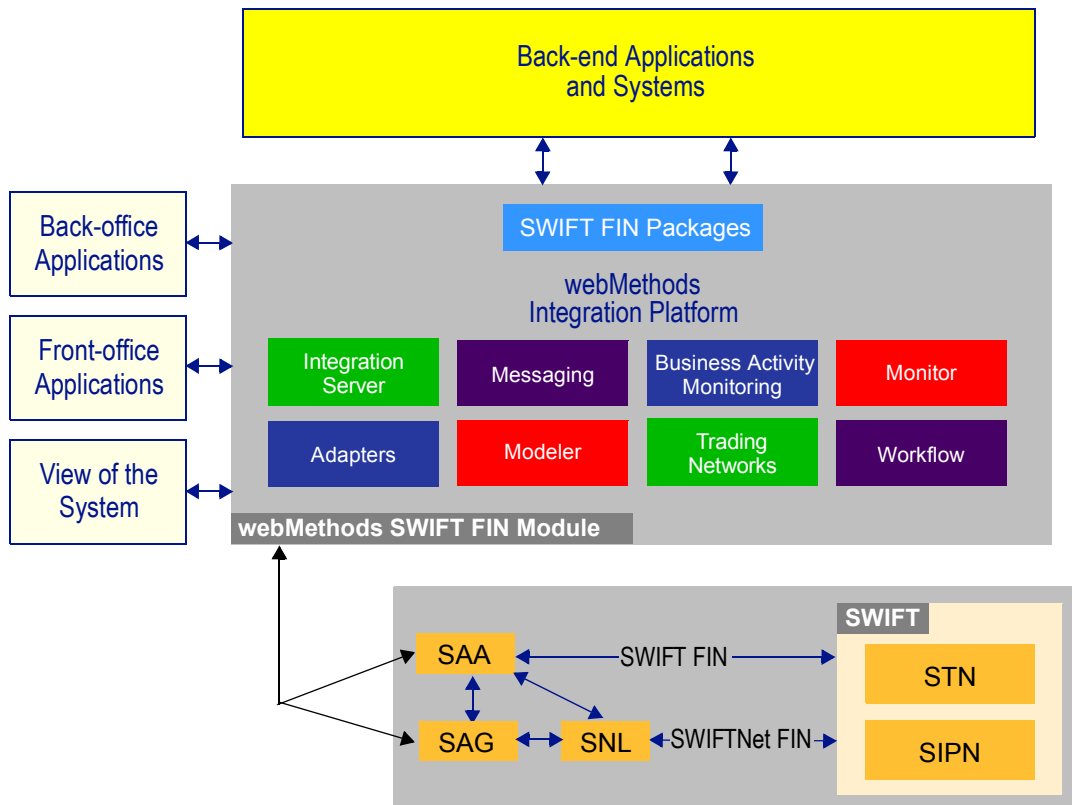 Back-end Applications
and Systems
Back-office
Applications
Front-office
Applications
View of the
System
SWIFT FIN Packages
webMethods
Integration Platform
Integration
Server
Messaging
Business Activity
Monitoring
Monitor
Adapters
Modeler
Trading
Networks
Workflow
webMethods SWIFT FIN Module
SWIFT
SAA
SWIFT FIN
STN
SAG
SNL
SWIFTNet FIN
SIPN